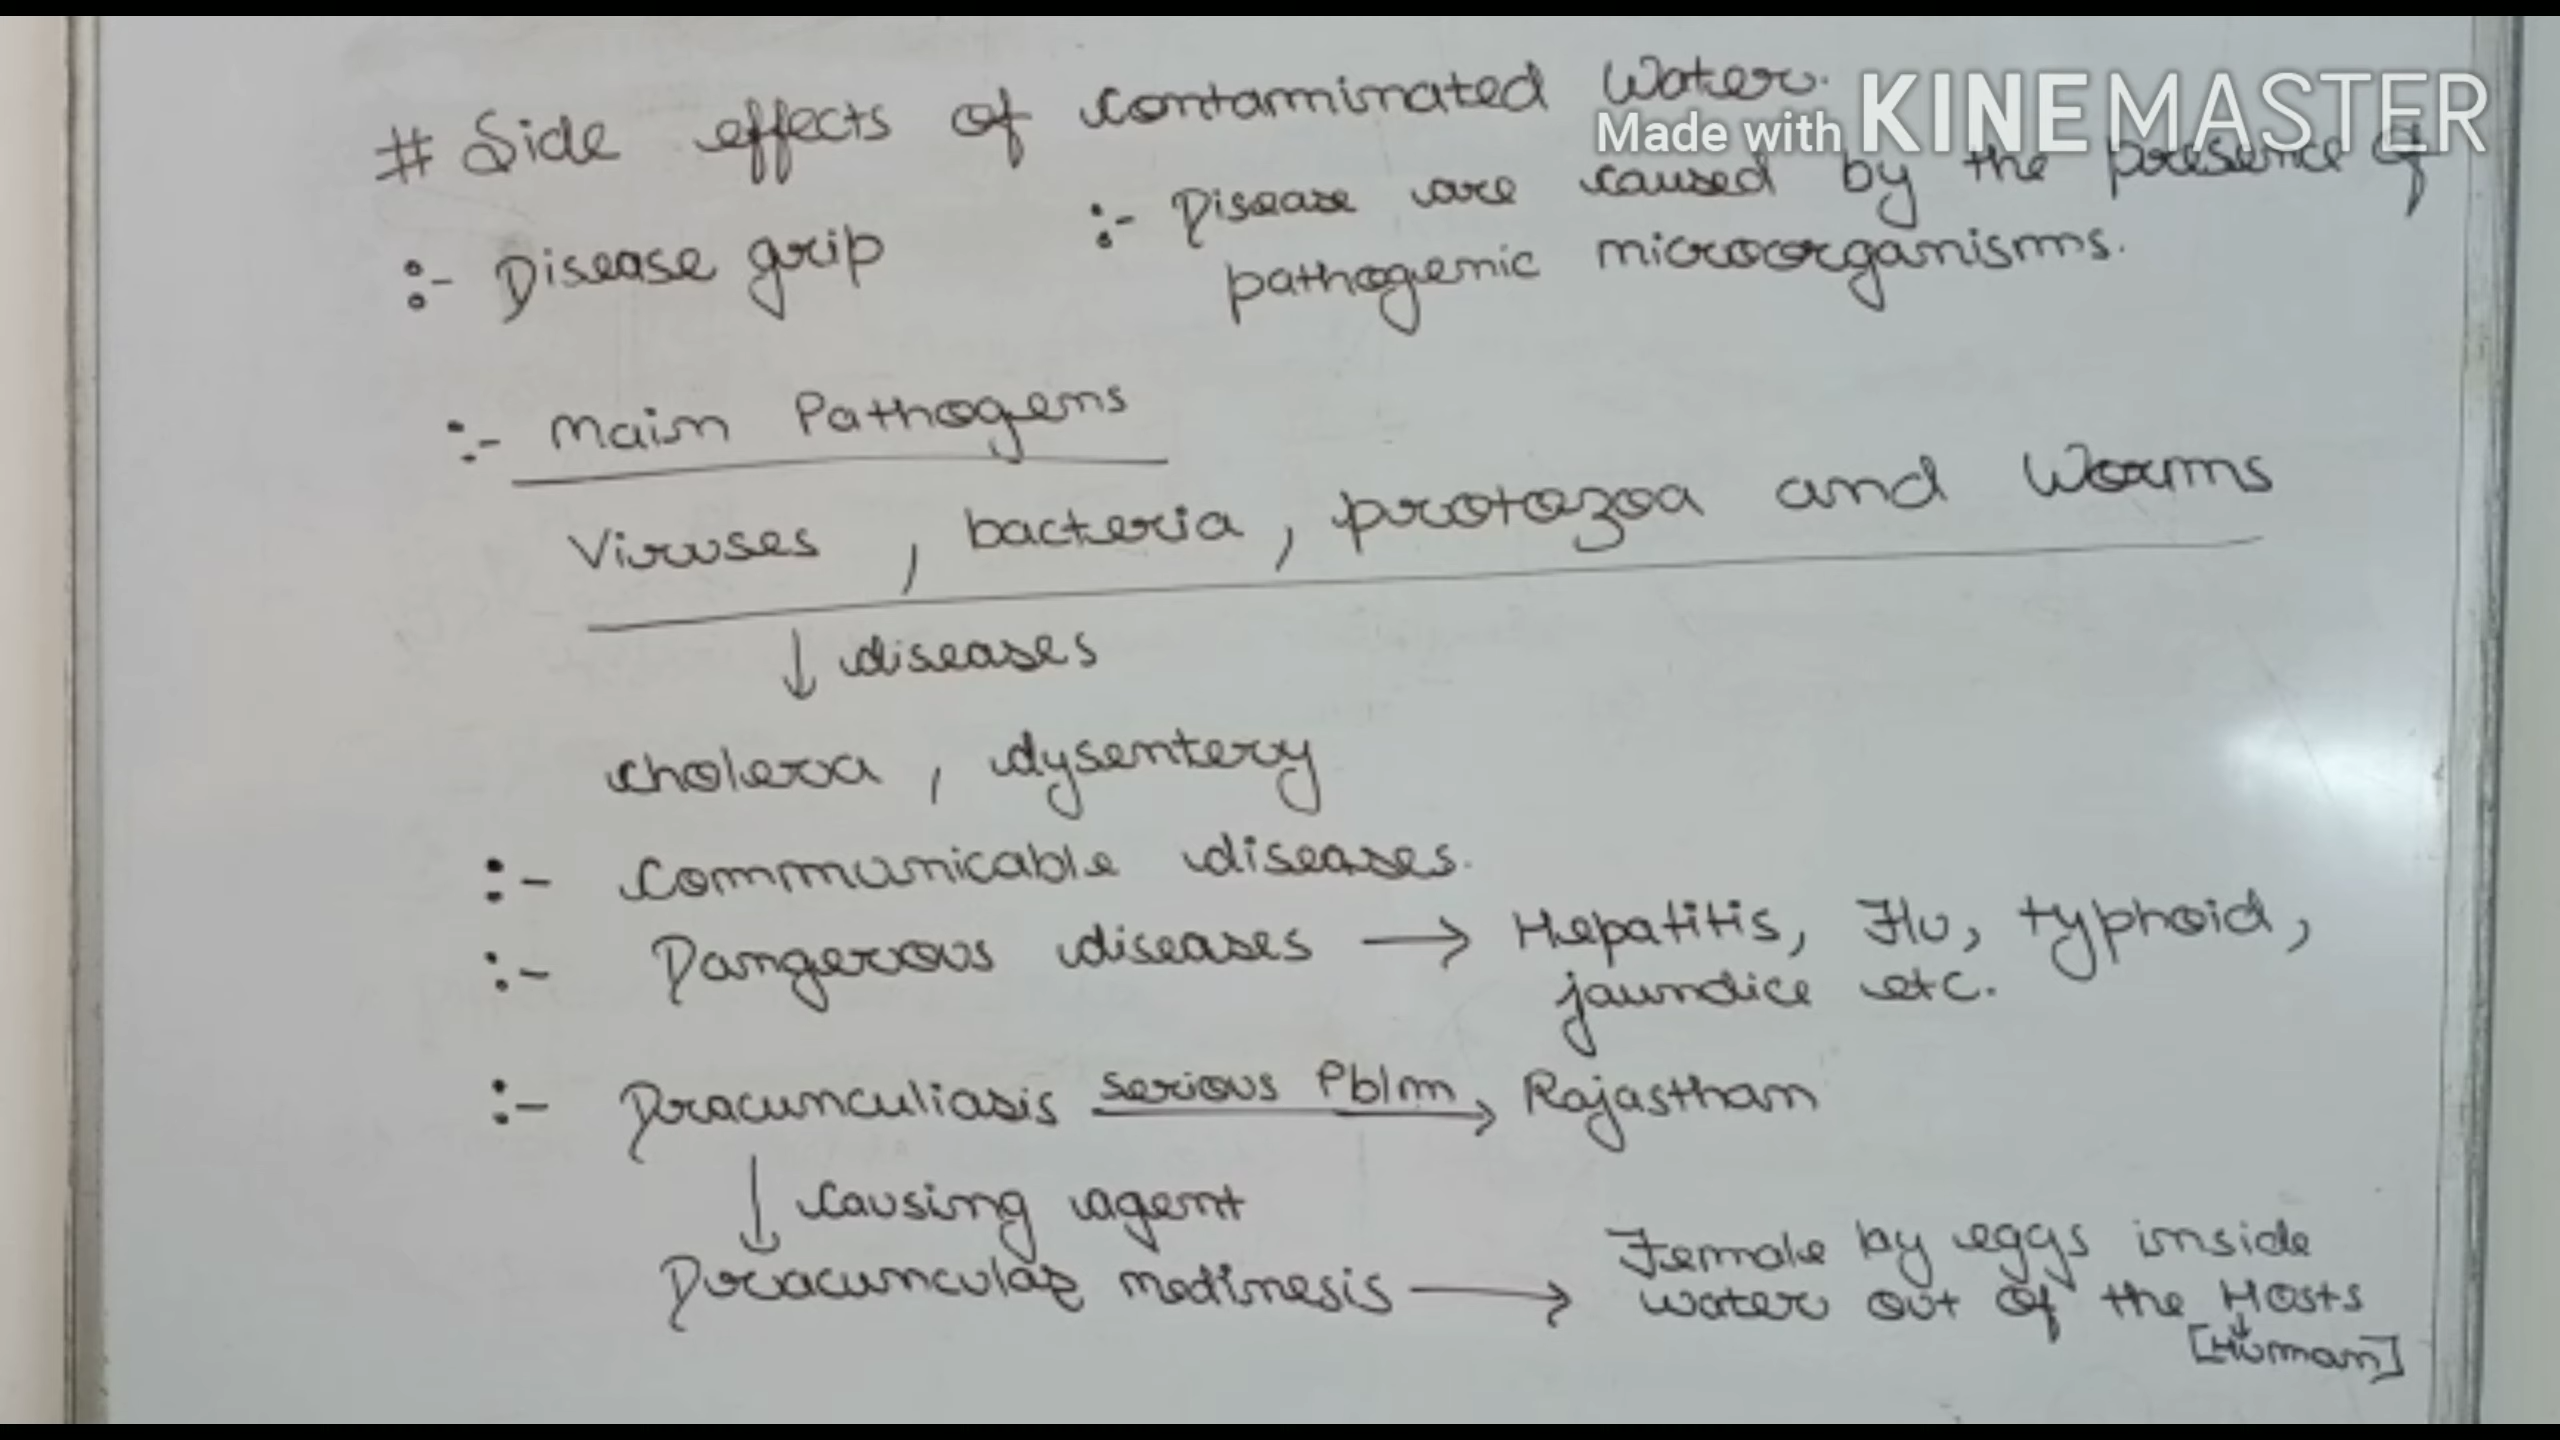 # Side effects of contaminated Water.
Made with KINEMASTER
:- Disease grip
:- Disease are caused by the presence of
pathogenic microorganisms.
:- Main Pathogens
Viruses, bacteria, protozoa and Worms
↓ diseases
cholera, dysentery
:- Communicable diseases.
:- Dangerous diseases → Hepatitis, Flu, typhoid,
jaundice etc.
:- Dracunculiasis serious Pblm → Rajasthan
↓ causing agent
Dracuncular medinesis → Female by eggs inside
water out of the Hosts
↓
[Human]